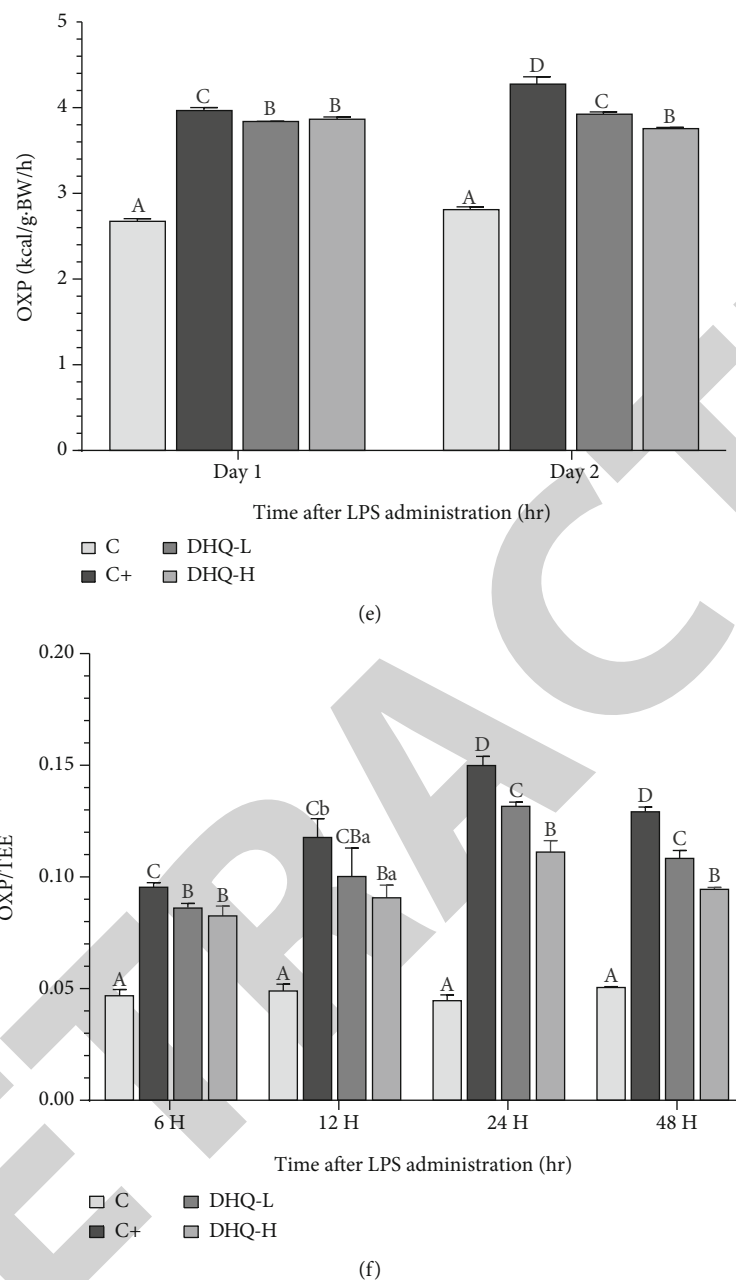 5
4
3
2
1
0
OXP (kcal/g·BW/h)
A
C
B
B
A
D
C
B
Day 1
Day 2
Time after LPS administration (hr)
C
DHQ-L
C+
DHQ-H
(e)
0.20
0.15
0.10
0.05
0.00
OXP/TEE
A
C
B
B
A
Cb
CBa
Ba
A
D
C
B
A
D
C
B
6 H
12 H
24 H
48 H
Time after LPS administration (hr)
C
DHQ-L
C+
DHQ-H
(f)
ETRACT